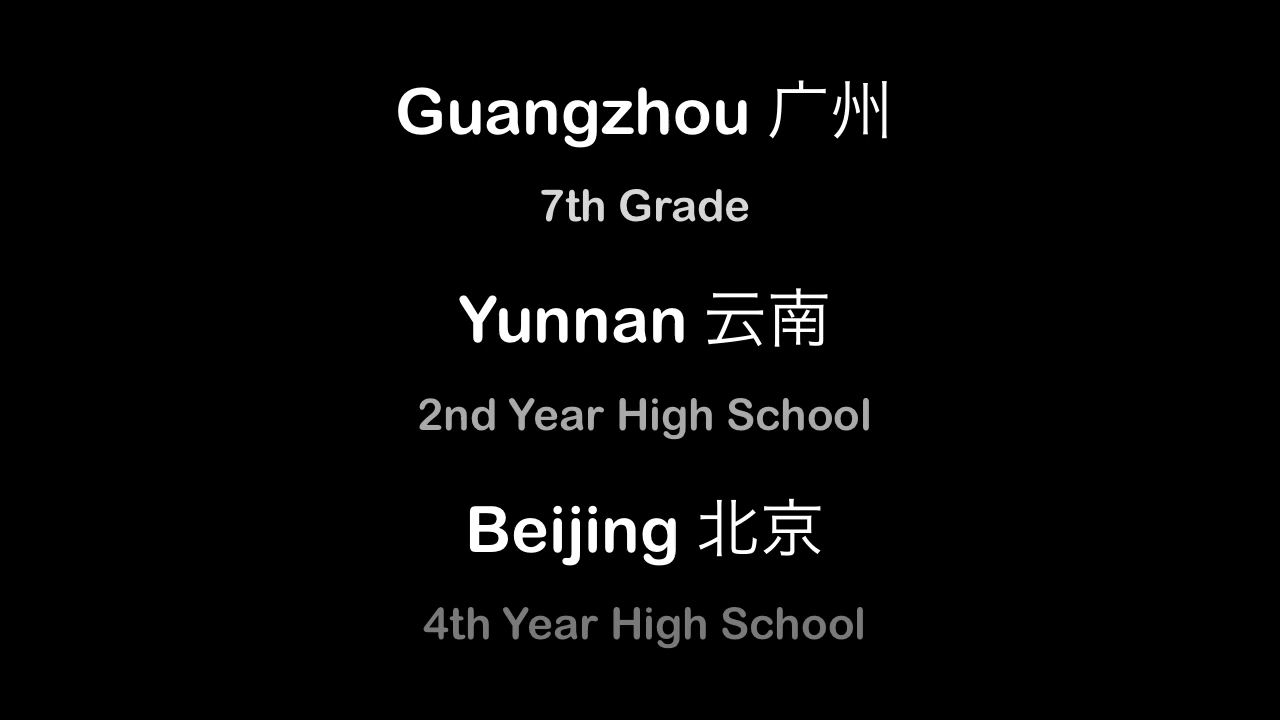 Guangzhou 广州
7th Grade
Yunnan 云南
2nd Year High School
Beijing 北京
4th Year High School